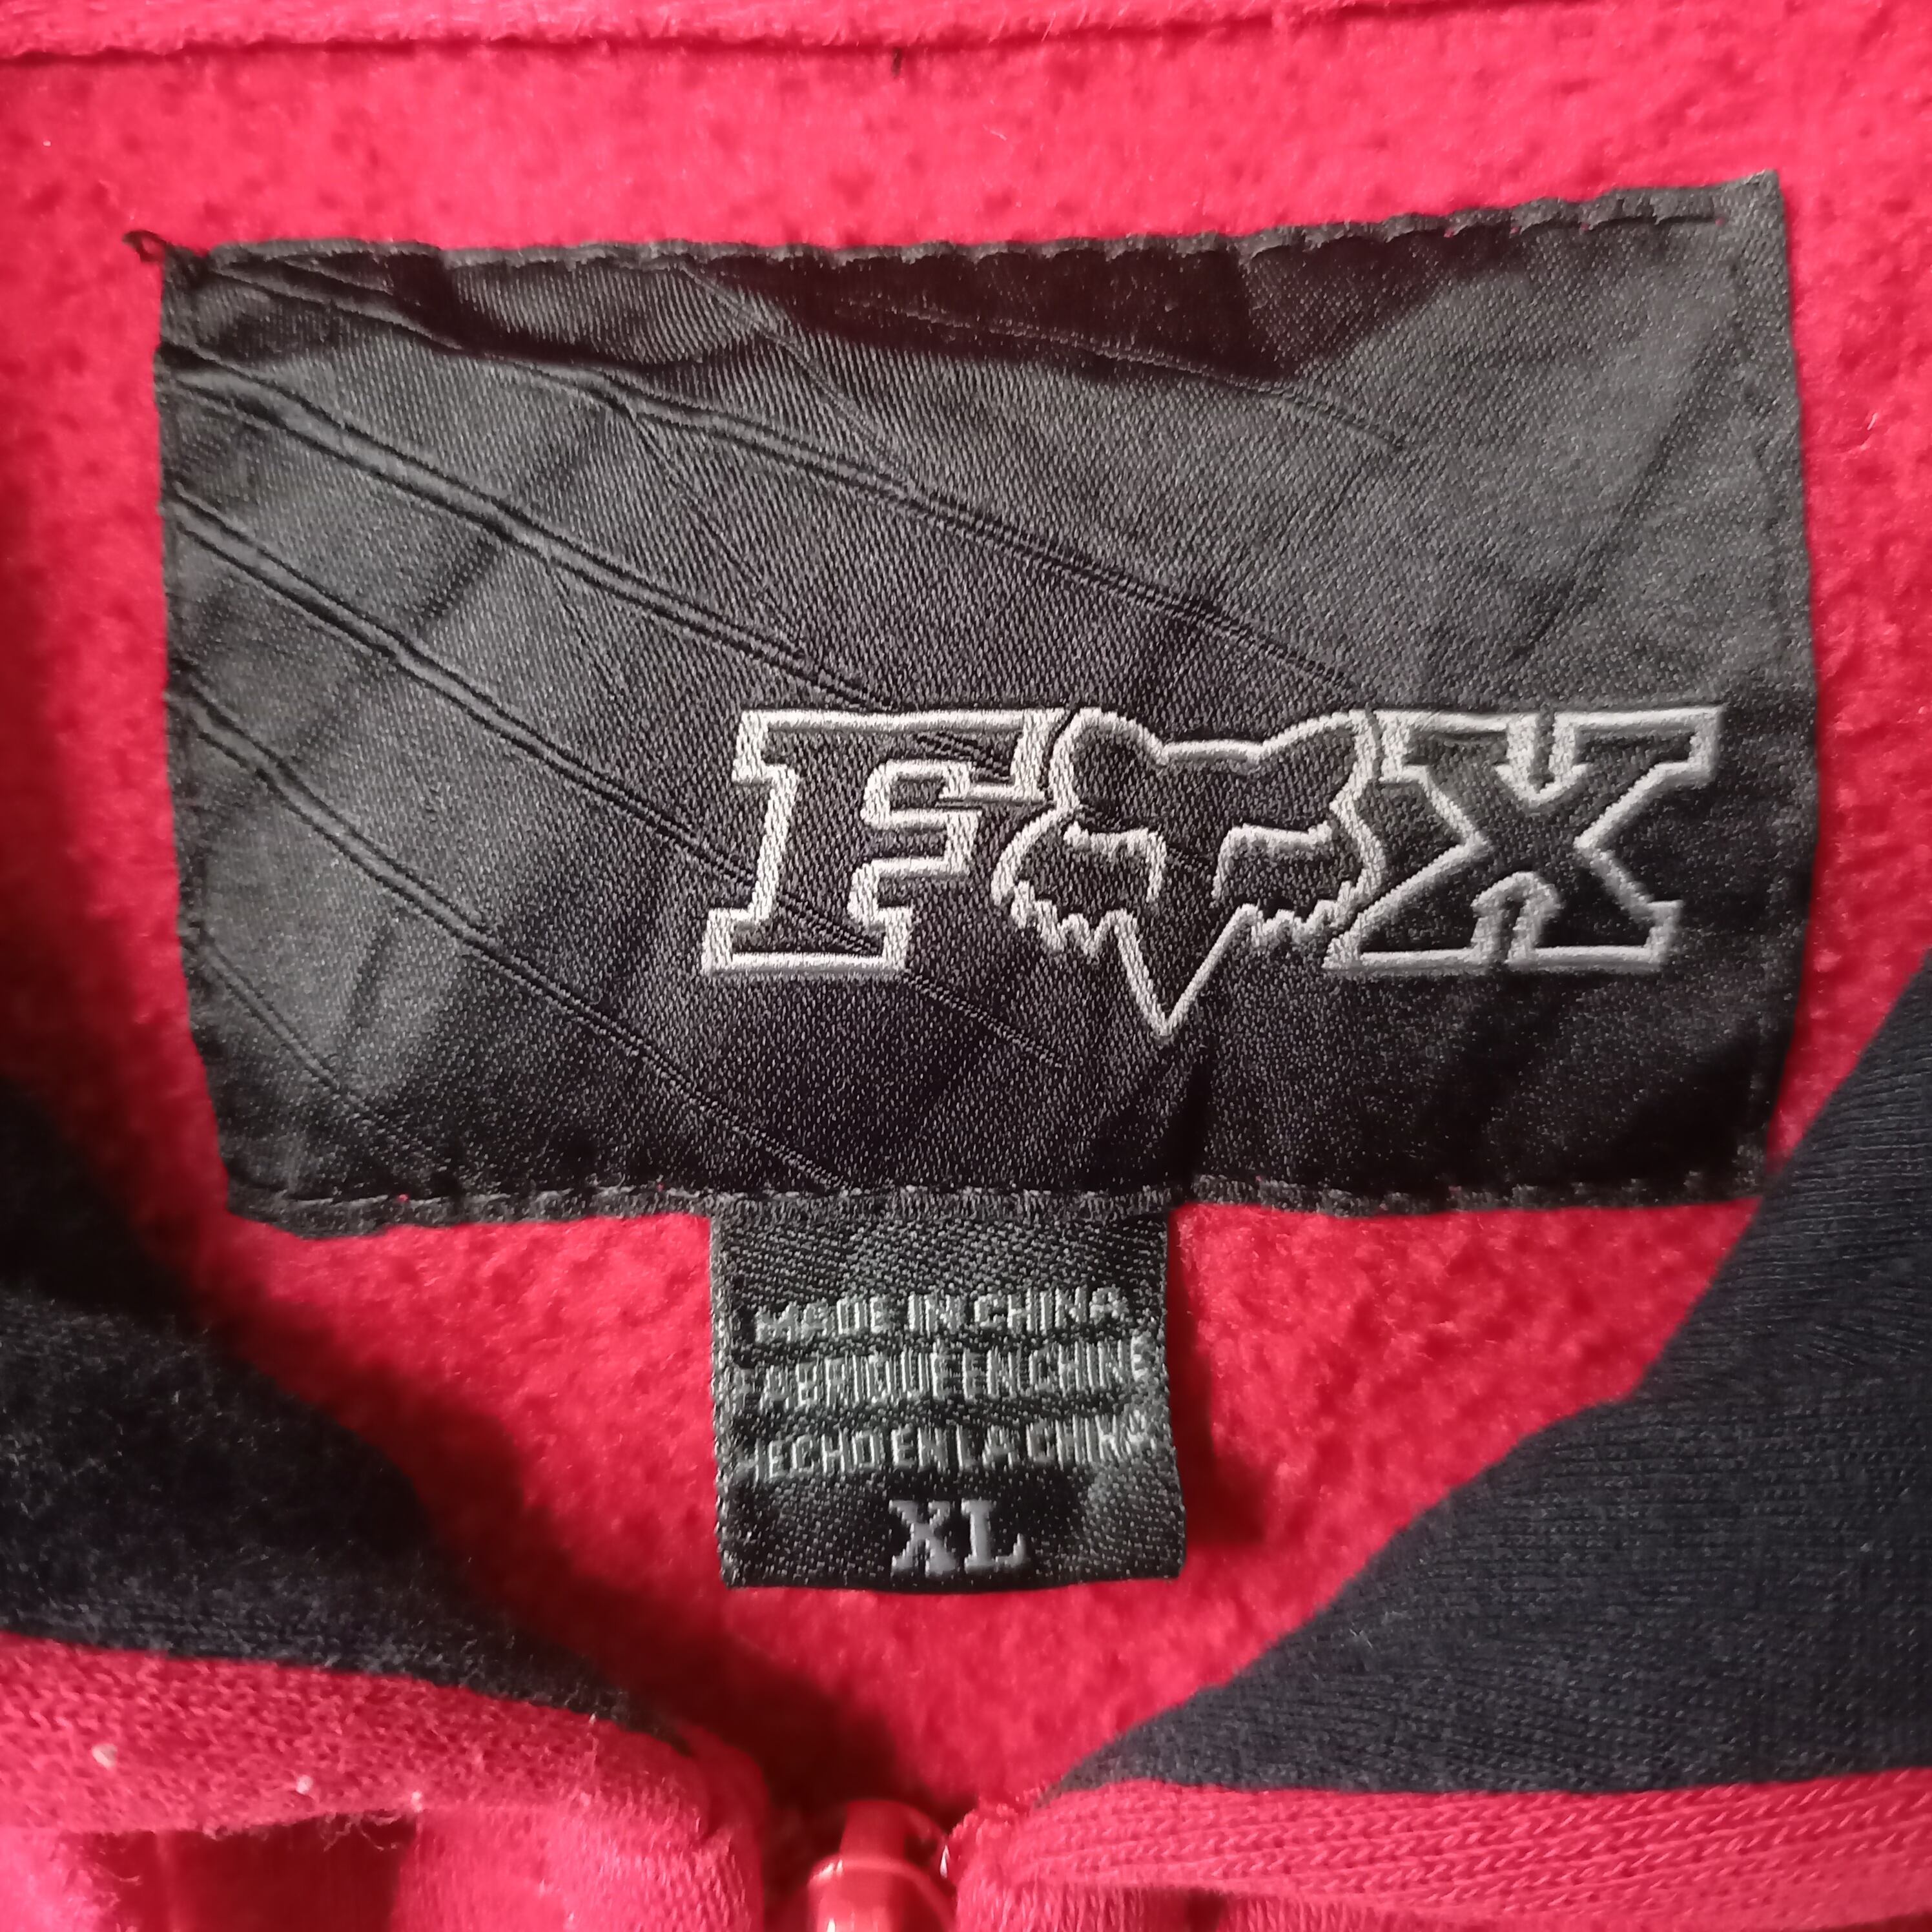 FOX
MADE IN CHINA
FABRIQUE EN CHINE
HECHO EN LA CHINA
XL